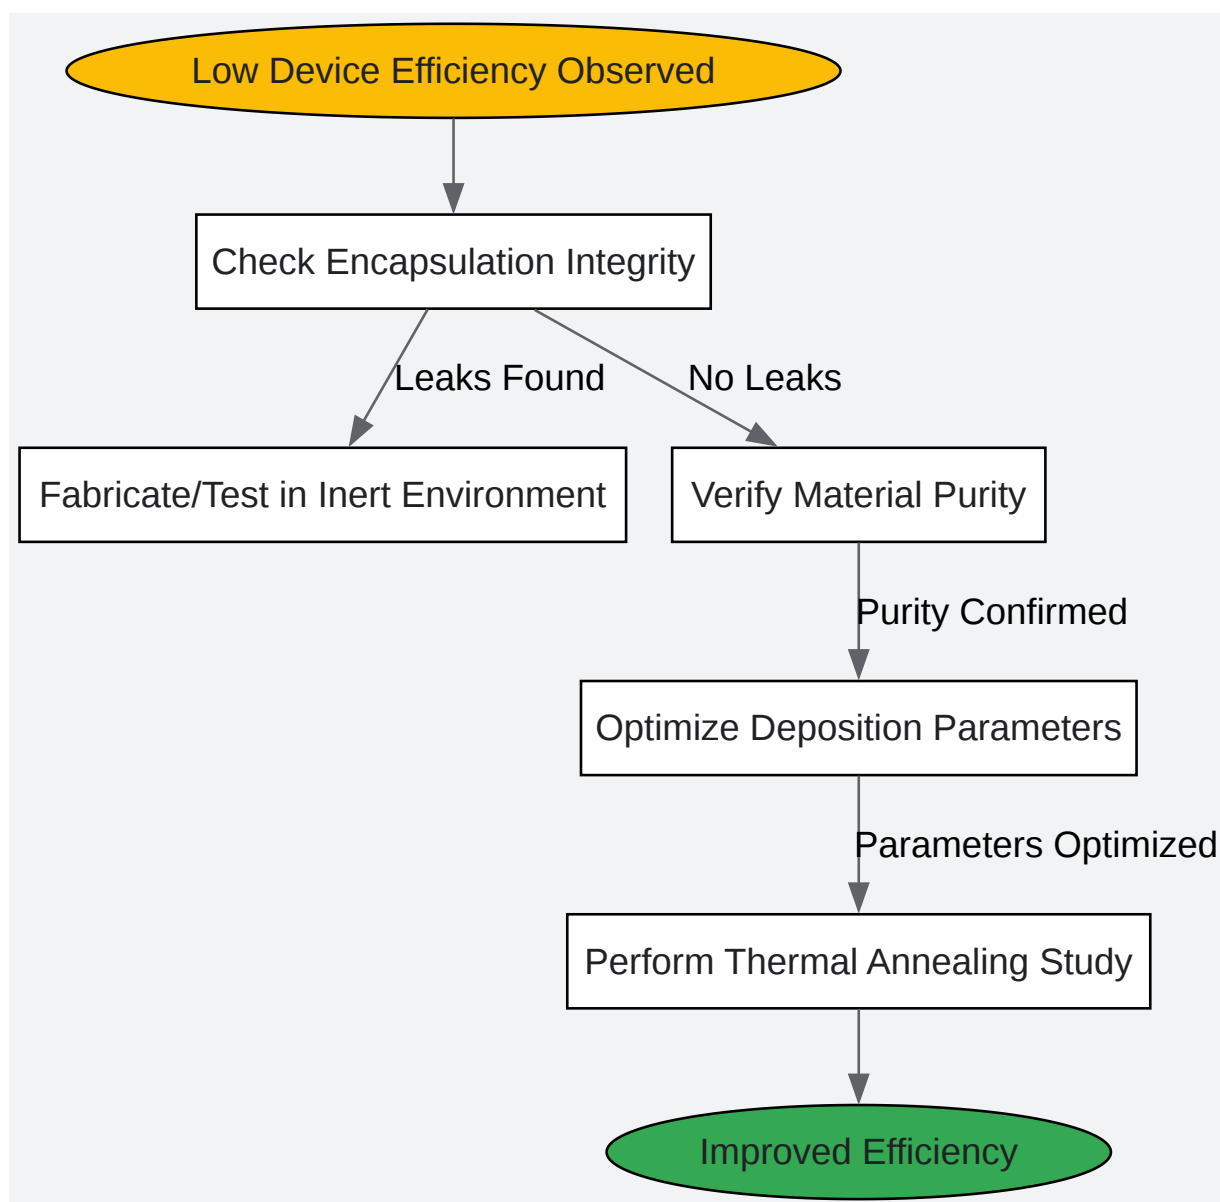 Low Device Efficiency Observed
Check Encapsulation Integrity
Leaks Found
No Leaks
Fabricate/Test in Inert Environment
Verify Material Purity
Purity Confirmed
Optimize Deposition Parameters
Parameters Optimized
Perform Thermal Annealing Study
Improved Efficiency